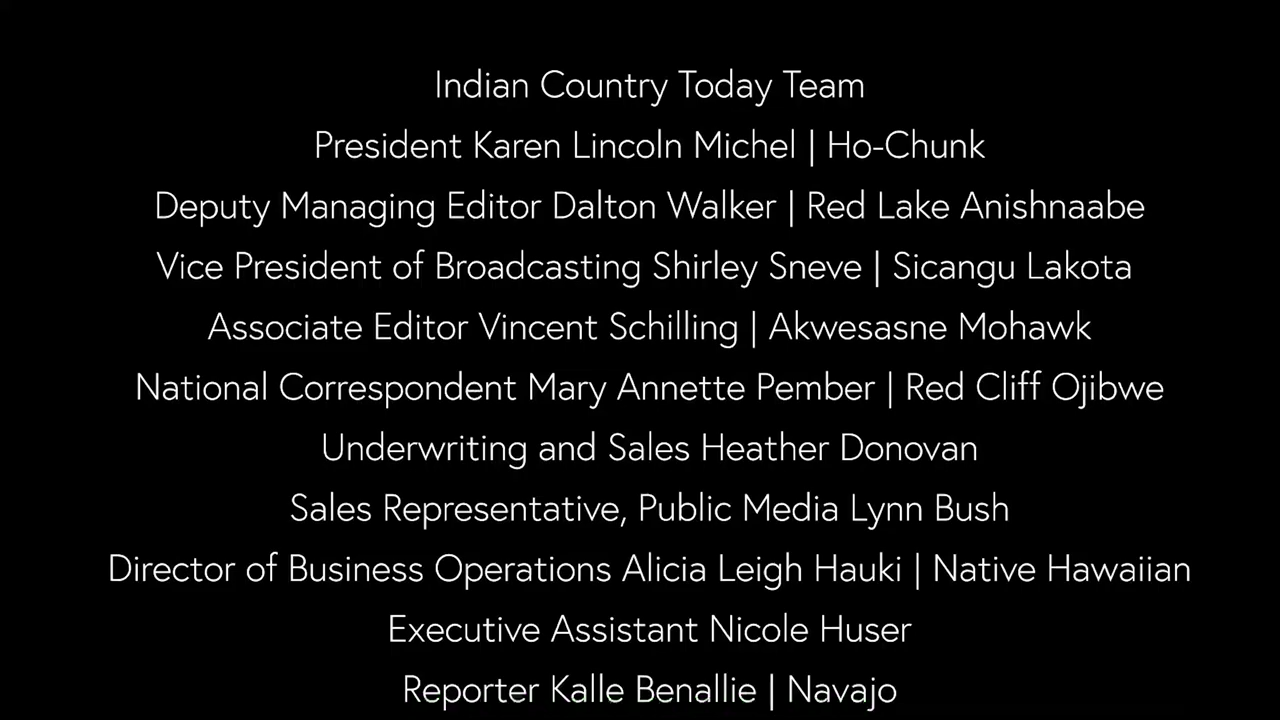 Indian Country Today Team
President Karen Lincoln Michel | Ho-Chunk
Deputy Managing Editor Dalton Walker | Red Lake Anishnaabe
Vice President of Broadcasting Shirley Sneve | Sicangu Lakota
Associate Editor Vincent Schilling | Akwesasne Mohawk
National Correspondent Mary Annette Pember | Red Cliff Ojibwe
Underwriting and Sales Heather Donovan
Sales Representative, Public Media Lynn Bush
Director of Business Operations Alicia Leigh Hauki | Native Hawaiian
Executive Assistant Nicole Huser
Reporter Kalle Benallie | Navajo